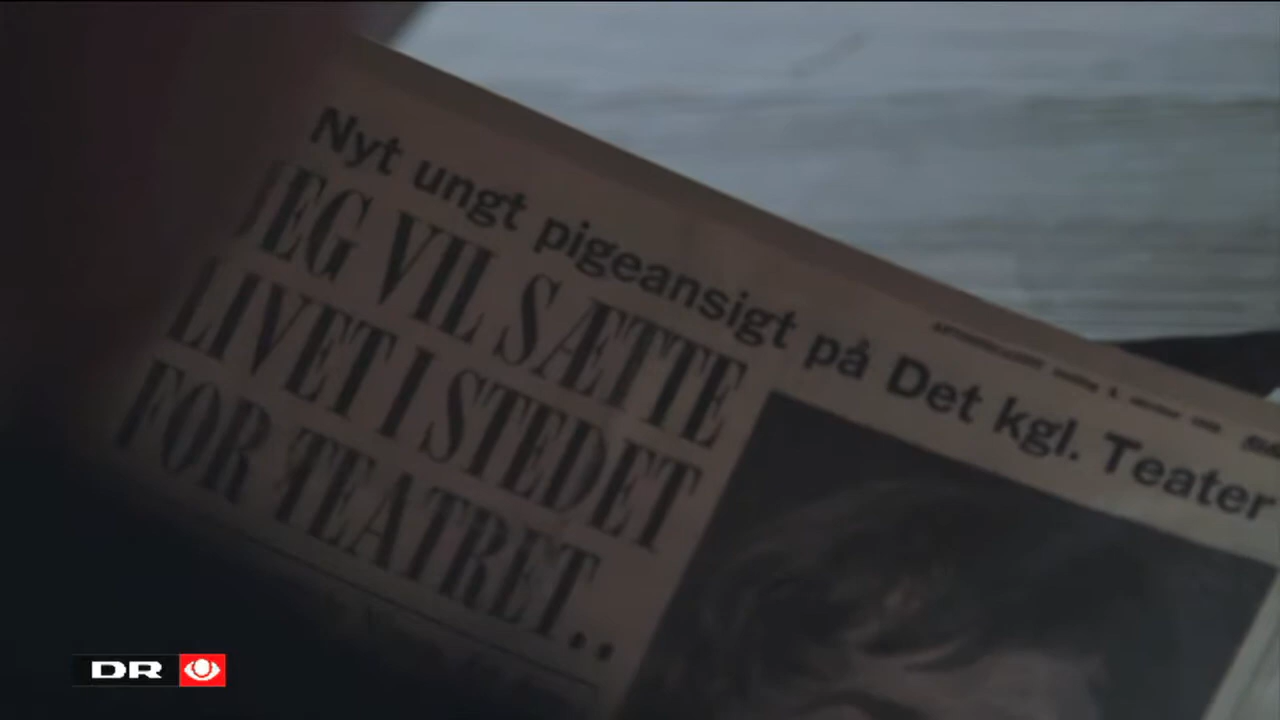 Nyt ungt pigeansigt på Det kgl. Teater
JEG VIL SÆTTE
LIVET I STEDET
FOR TEATRET..
DR